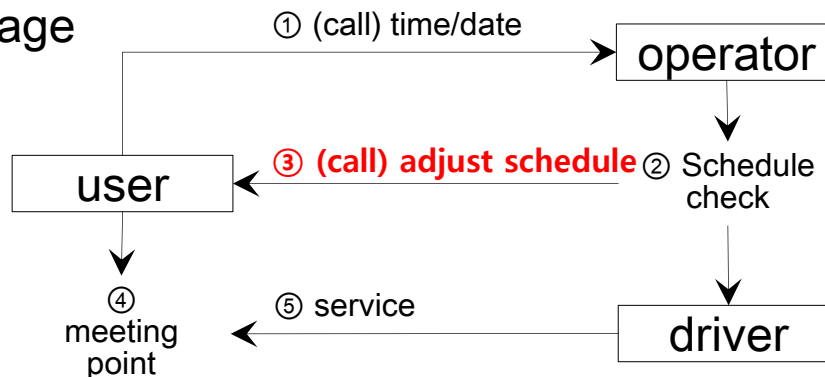 ① (call) time/date
operator
③ (call) adjust schedule
② Schedule
check
user
④
meeting
point
⑤ service
driver